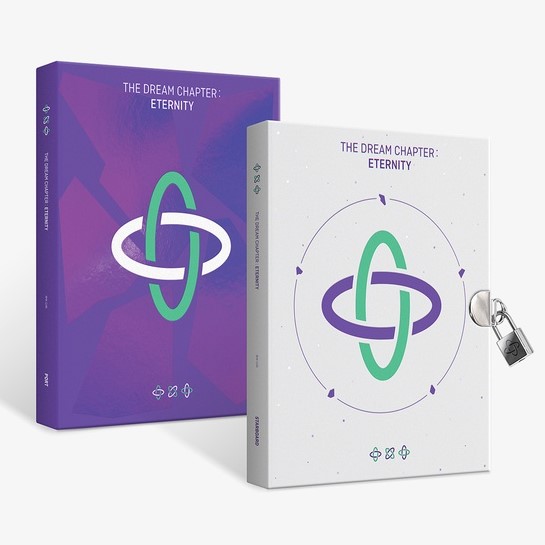 THE DREAM CHAPTER :
ETERNITY
THE DREAM CHAPTER : ETERNITY
PORT
THE DREAM CHAPTER :
ETERNITY
THE DREAM CHAPTER : ETERNITY
STARBOARD